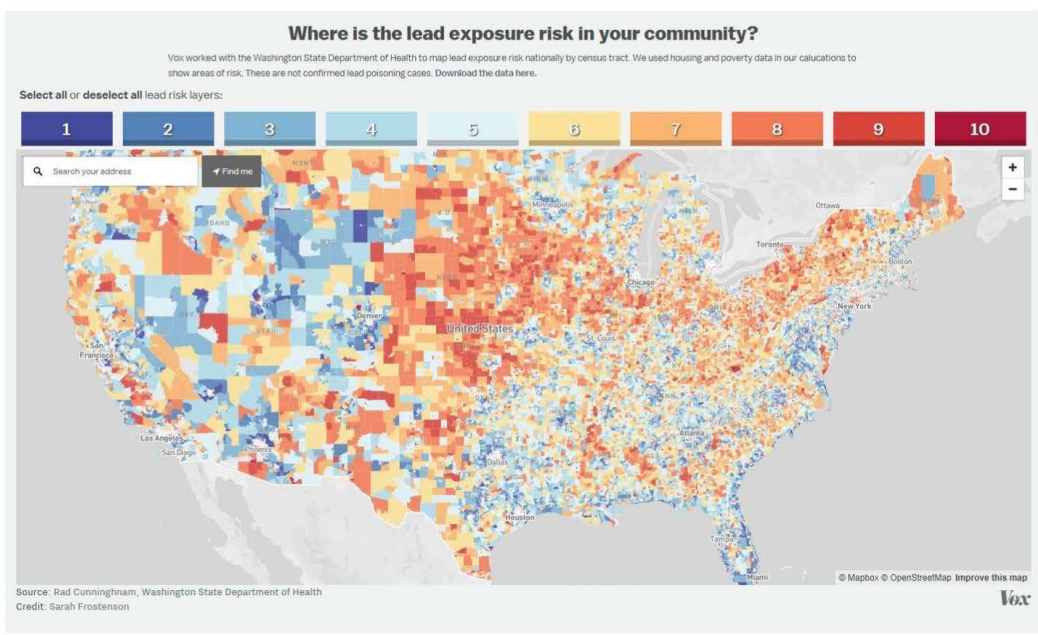 Where is the lead exposure risk in your community?
Vox worked with the Washington State Department of Health to map lead exposure risk nationally by census tract. We used housing and poverty data in our calucations to
show areas of risk. These are not confirmed lead poisoning cases. Download the data here.
Select all or deselect all lead risk layers:
1 2 3 4 5 6 7 8 9 10
Search your address
Find me
+
−
MONT
Minneapolis
Ottawa
IDAHO
Toronto
Boston
Chicago
New York
Denver
NEV
UTAH
United States
St. Louis
San
Francisco
Las Angeles
San Diego
Phoenix
Atlanta
Dallas
Houston
Tampa
Miami
© Mapbox © OpenStreetMap Improve this map
Source: Rad Cunninghnam, Washington State Department of Health
Credit: Sarah Frostenson
Vox